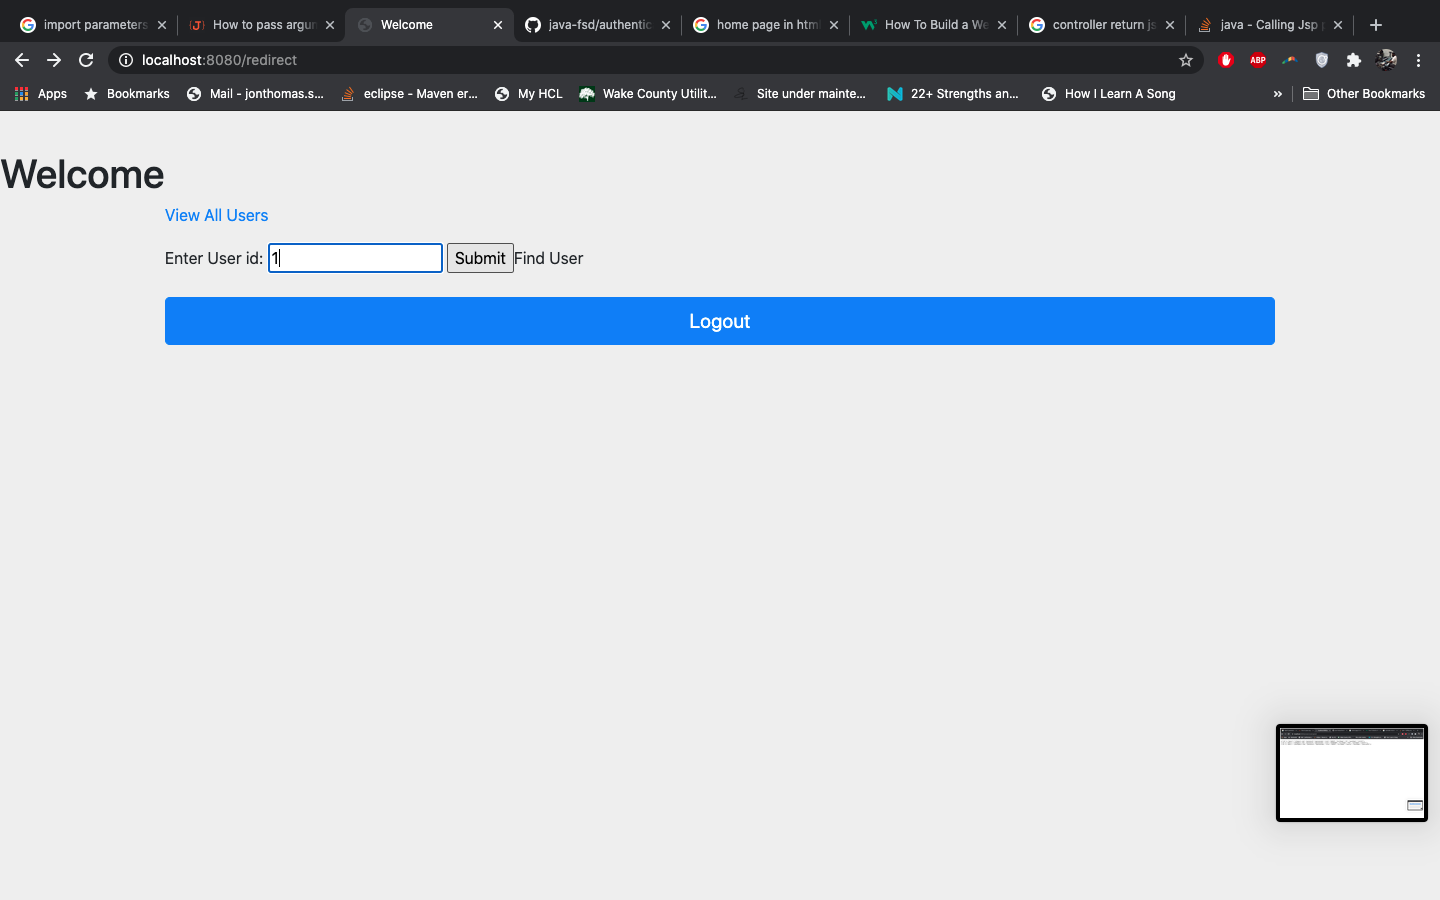 import parameters
How to pass argun
Welcome
java-fsd/authentic
home page in html
How To Build a We
controller return js
java - Calling Jsp p
localhost:8080/redirect
ABP
Apps
Bookmarks
Mail - jonthomas.s...
eclipse - Maven er...
My HCL
Wake County Utilit...
Site under mainte...
22+ Strengths an...
How I Learn A Song
»
Other Bookmarks
Welcome
View All Users
Enter User id: 1 Submit Find User
Logout